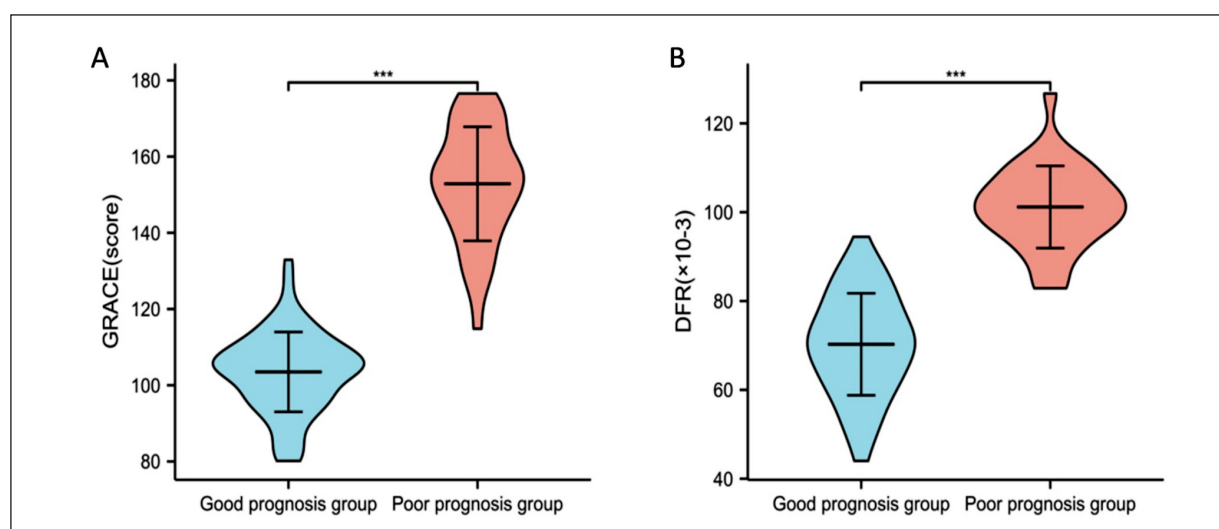 A
GRACE(score)
180
160
140
120
100
80
***
Good prognosis group
Poor prognosis group
B
DFR(×10-3)
120
100
80
60
40
***
Good prognosis group
Poor prognosis group